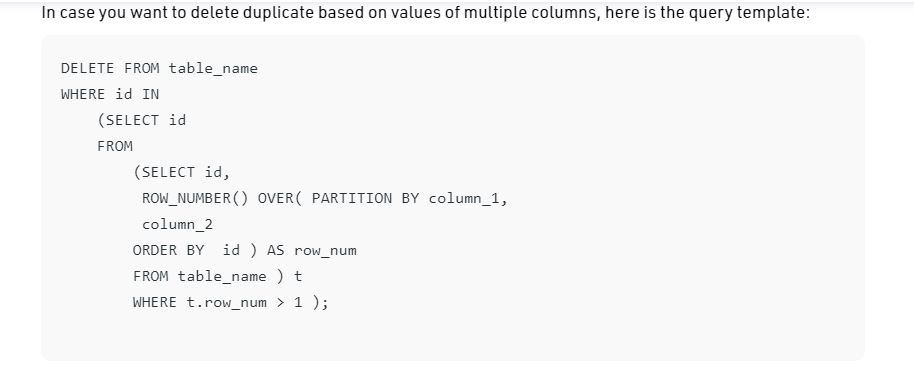 In case you want to delete duplicate based on values of multiple columns, here is the query template:
DELETE FROM table_name
WHERE id IN
(SELECT id
FROM
(SELECT id,
ROW_NUMBER() OVER( PARTITION BY column_1,
column_2
ORDER BY  id ) AS row_num
FROM table_name ) t
WHERE t.row_num > 1 );